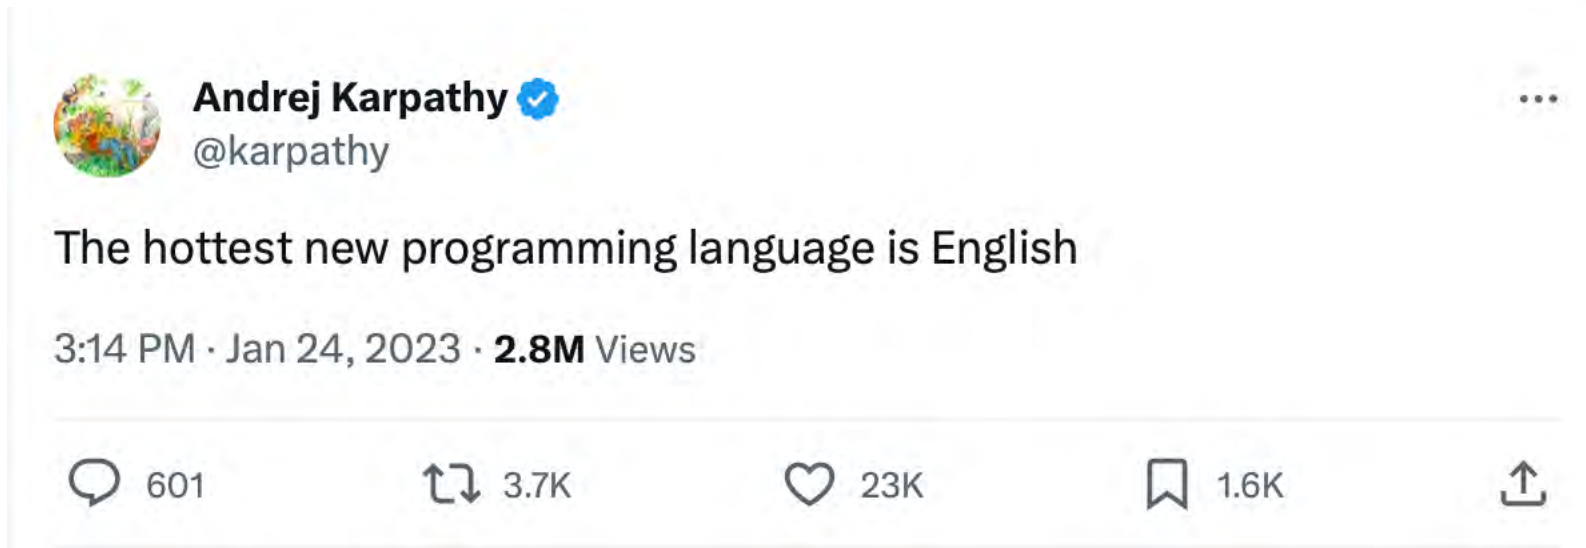 Andrej Karpathy
@karpathy
The hottest new programming language is English
3:14 PM · Jan 24, 2023 · 2.8M Views
601 3.7K 23K 1.6K